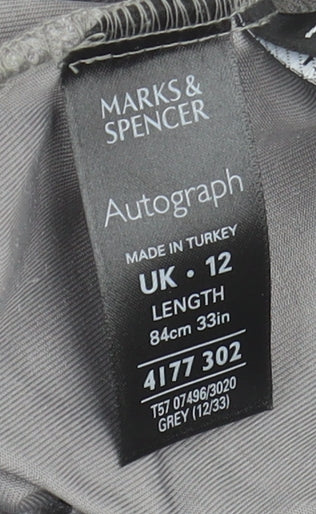 MARKS &
SPENCER
Autograph
MADE IN TURKEY
UK • 12
LENGTH
84cm 33in
4177 302
T57 07496/3020
GREY (12/33)